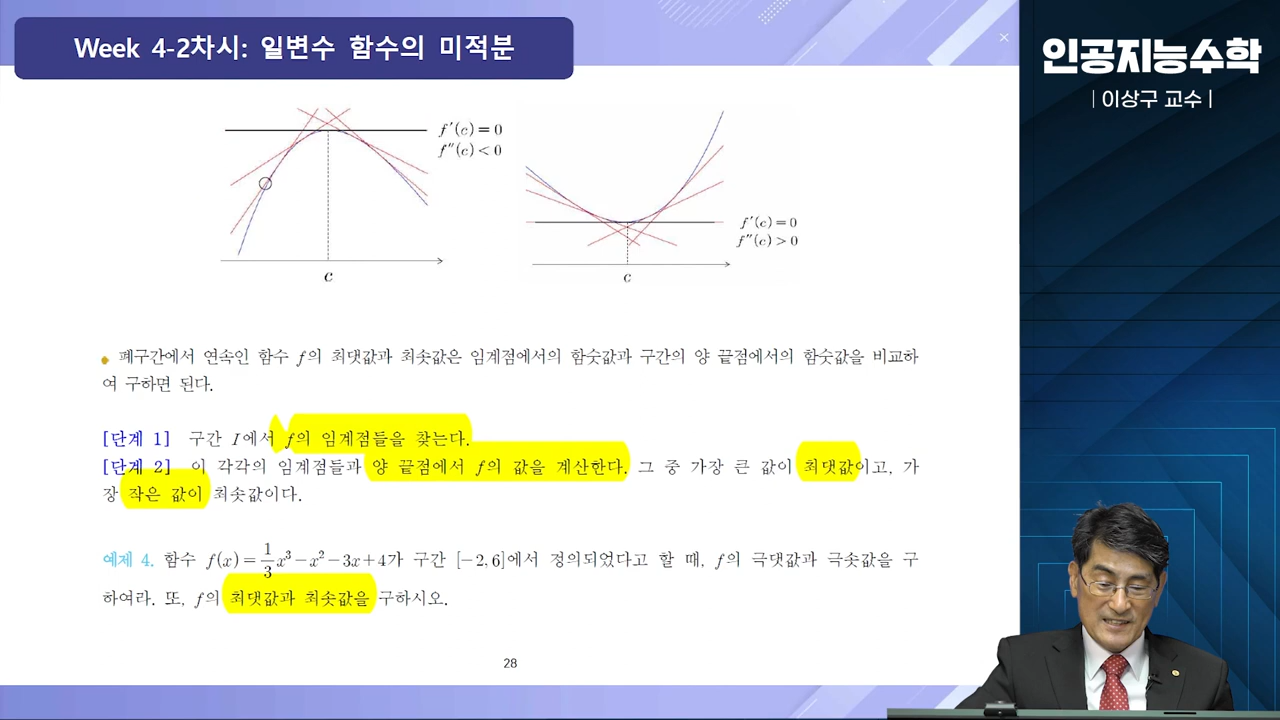 Week 4-2차시: 일변수 함수의 미적분
인공지능수학
| 이상구 교수 |
f′(c) = 0
f″(c) < 0
c
f′(c) = 0
f″(c) > 0
c
폐구간에서 연속인 함수 f의 최댓값과 최솟값은 임계점에서의 함숫값과 구간의 양 끝점에서의 함숫값을 비교하
여 구하면 된다.
[단계 1] 구간 I에서 f의 임계점들을 찾는다.
[단계 2] 이 각각의 임계점들과 양 끝점에서 f의 값을 계산한다. 그 중 가장 큰 값이 최댓값이고, 가
장 작은 값이 최솟값이다.
예제 4. 함수 f(x) = 1/3 x³ − x² − 3x + 4가 구간 [−2, 6]에서 정의되었다고 할 때, f의 극댓값과 극솟값을 구
하여라. 또, f의 최댓값과 최솟값을 구하시오.
28